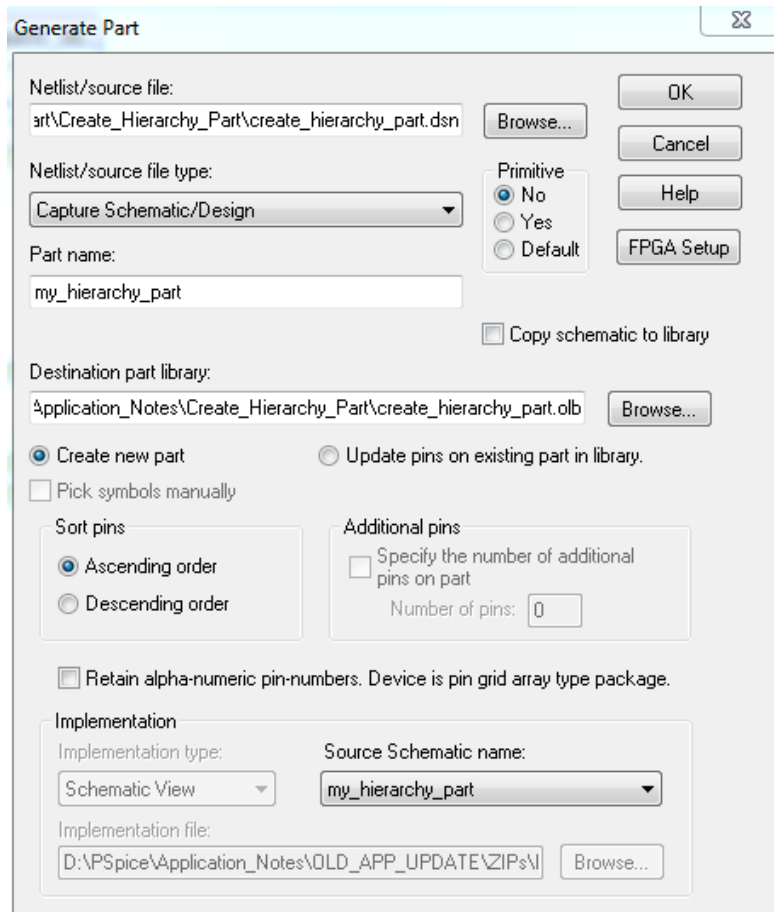 Generate Part
Netlist/source file:
art\Create_Hierarchy_Part\create_hierarchy_part.dsn
Browse...
OK
Cancel
Netlist/source file type:
Capture Schematic/Design
Primitive
No
Yes
Default
Help
FPGA Setup
Part name:
my_hierarchy_part
Copy schematic to library
Destination part library:
Application_Notes\Create_Hierarchy_Part\create_hierarchy_part.olb
Browse...
Create new part
Update pins on existing part in library.
Pick symbols manually
Sort pins
Ascending order
Descending order
Additional pins
Specify the number of additional
pins on part
Number of pins:
0
Retain alpha-numeric pin-numbers. Device is pin grid array type package.
Implementation
Implementation type:
Schematic View
Source Schematic name:
my_hierarchy_part
Implementation file:
D:\PSpice\Application_Notes\OLD_APP_UPDATE\ZIPs\
Browse...